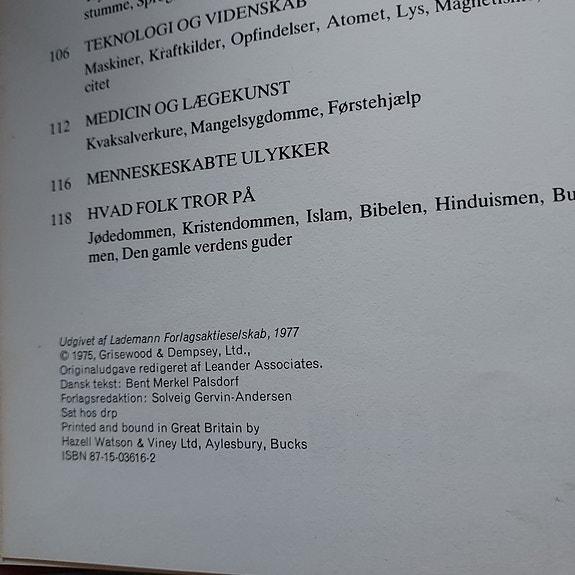 stumme,
106 TEKNOLOGI OG VIDENSKAB
Maskiner, Kraftkilder, Opfindelser, Atomet, Lys,
citet
112 MEDICIN OG LÆGEKUNST
Kvaksalverkure, Mangelsygdomme, Førstehjælp
116 MENNESKESKABTE ULYKKER
118 HVAD FOLK TROR PÅ
Jødedommen, Kristendommen, Islam, Bibelen, Hinduismen, Bu
men, Den gamle verdens guder
Udgivet af Lademann Forlagsaktieselskab, 1977
© 1975, Grisewood & Dempsey, Ltd.,
Originaludgave redigeret af Leander Associates.
Dansk tekst: Bent Merkel Palsdorf
Forlagsredaktion: Solveig Gervin-Andersen
Sat hos drp
Printed and bound in Great Britain by
Hazell Watson & Viney Ltd, Aylesbury, Bucks
ISBN 87-15-03616-2